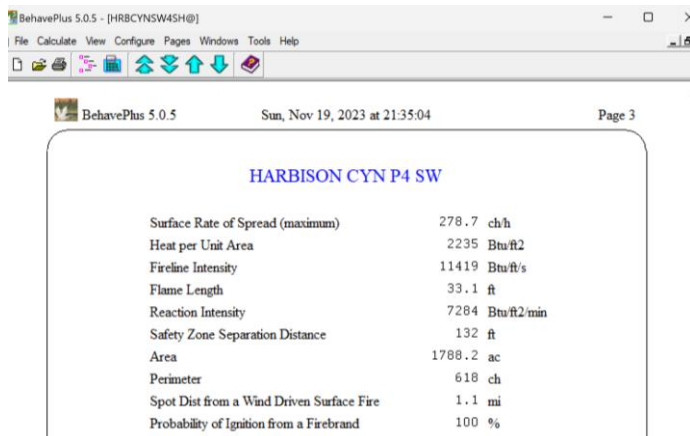 BehavePlus 5.0.5 - [HRBCYNSW4SH@]
File Calculate View Configure Pages Windows Tools Help
BehavePlus 5.0.5 Sun, Nov 19, 2023 at 21:35:04 Page 3
HARBISON CYN P4 SW
Surface Rate of Spread (maximum) 278.7 ch/h
Heat per Unit Area 2235 Btu/ft2
Fireline Intensity 11419 Btu/ft/s
Flame Length 33.1 ft
Reaction Intensity 7284 Btu/ft2/min
Safety Zone Separation Distance 132 ft
Area 1788.2 ac
Perimeter 618 ch
Spot Dist from a Wind Driven Surface Fire 1.1 mi
Probability of Ignition from a Firebrand 100 %